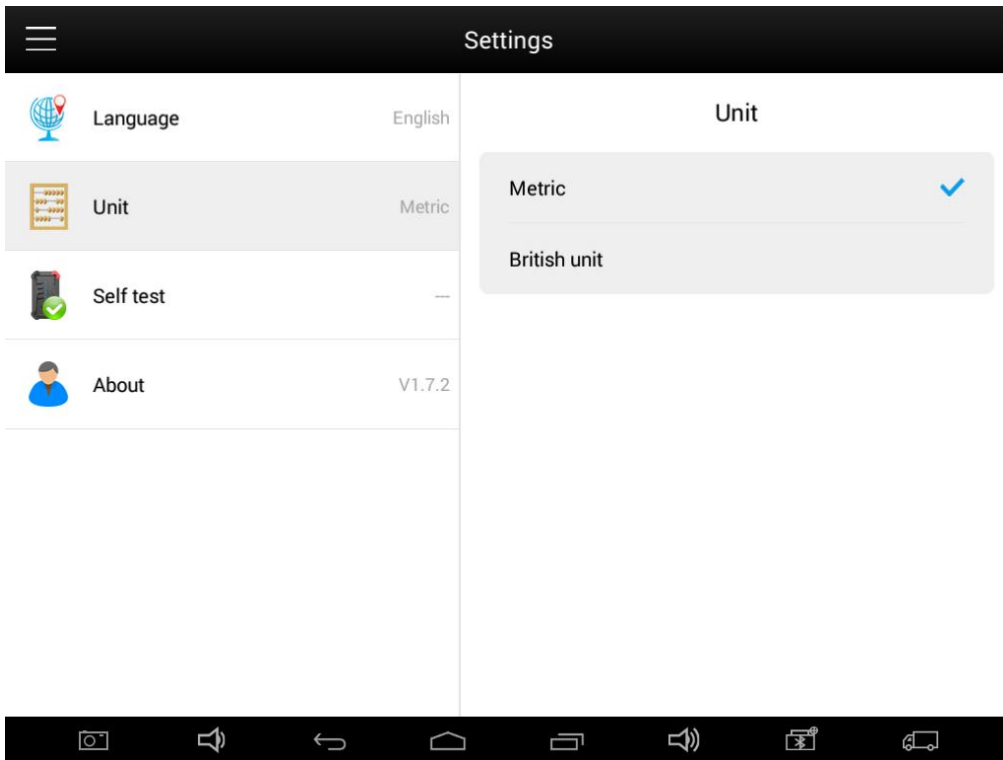 Settings
Language English
Unit Metric
Self test ---
About V1.7.2
Unit
Metric
British unit